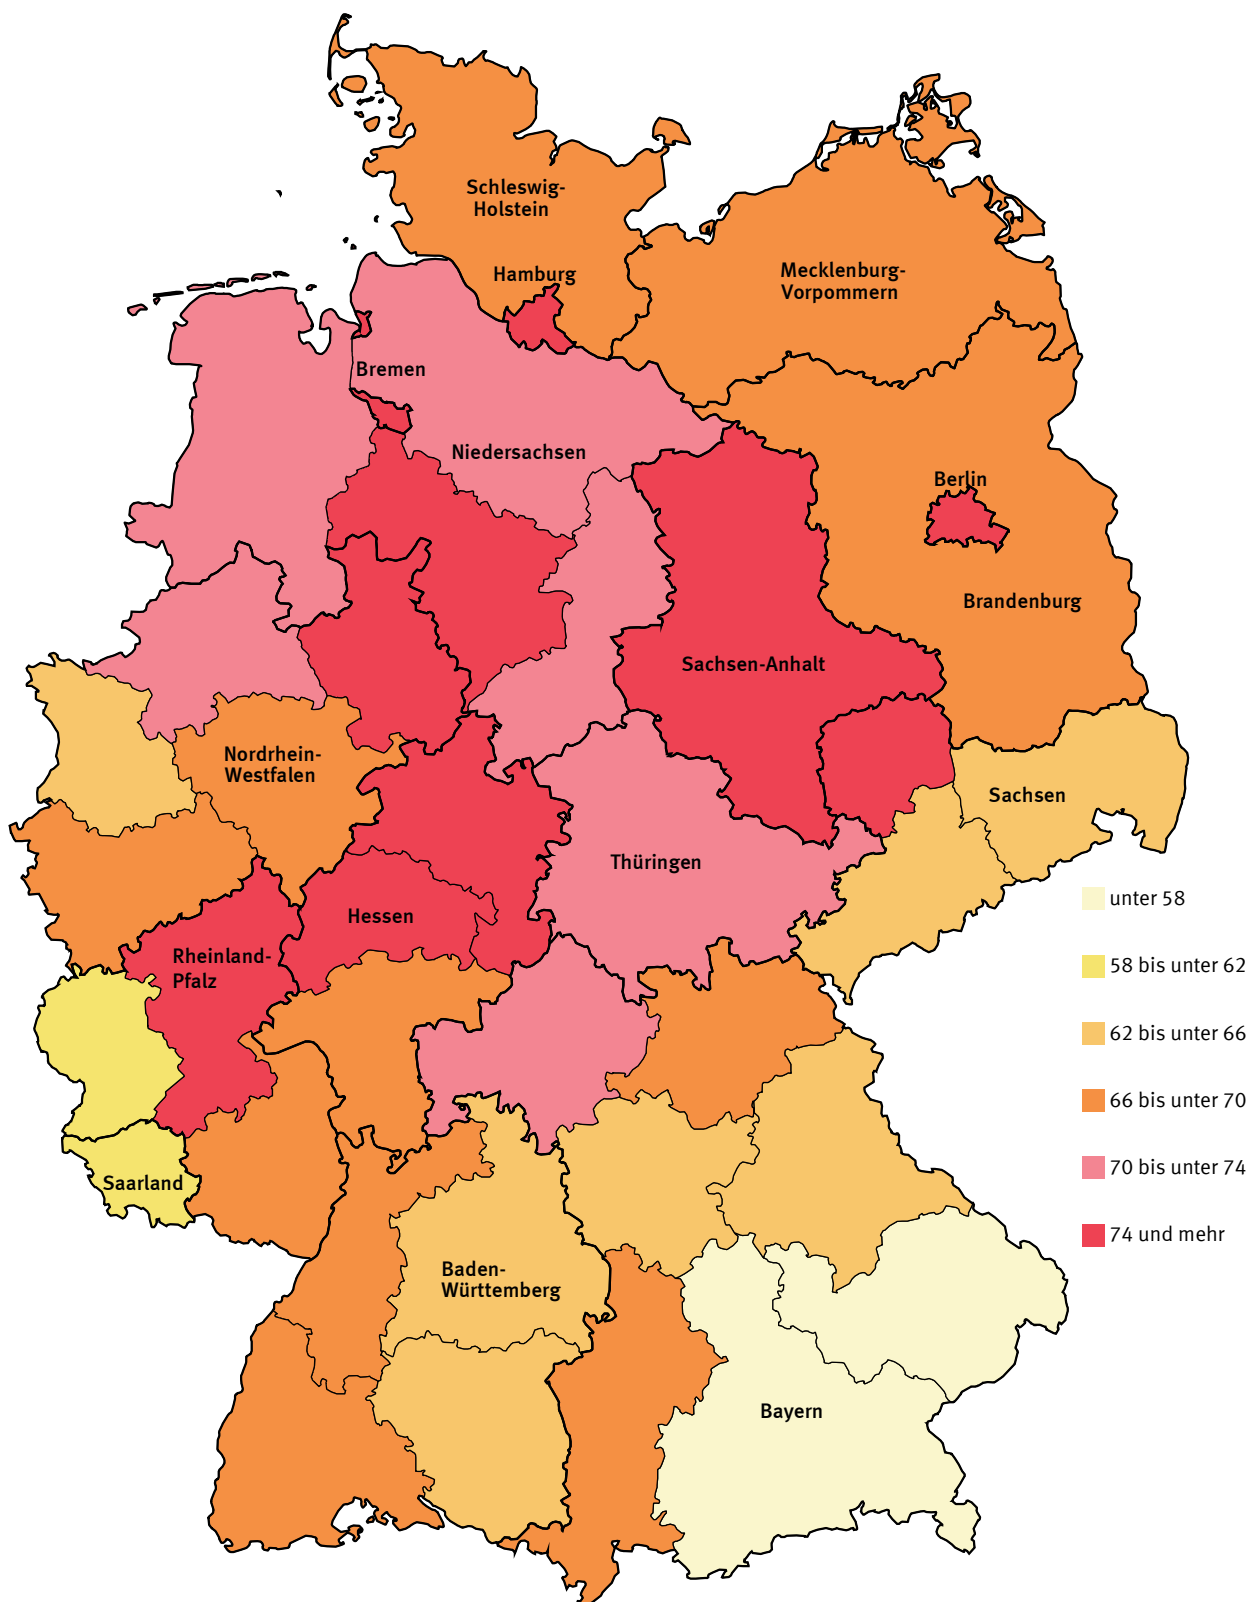 Schleswig-
Holstein
Hamburg
Mecklenburg-
Vorpommern
Bremen
Niedersachsen
Berlin
Brandenburg
Sachsen-Anhalt
Nordrhein-
Westfalen
Sachsen
Thüringen
Hessen
Rheinland-
Pfalz
Saarland
Baden-
Württemberg
Bayern
unter 58
58 bis unter 62
62 bis unter 66
66 bis unter 70
70 bis unter 74
74 und mehr